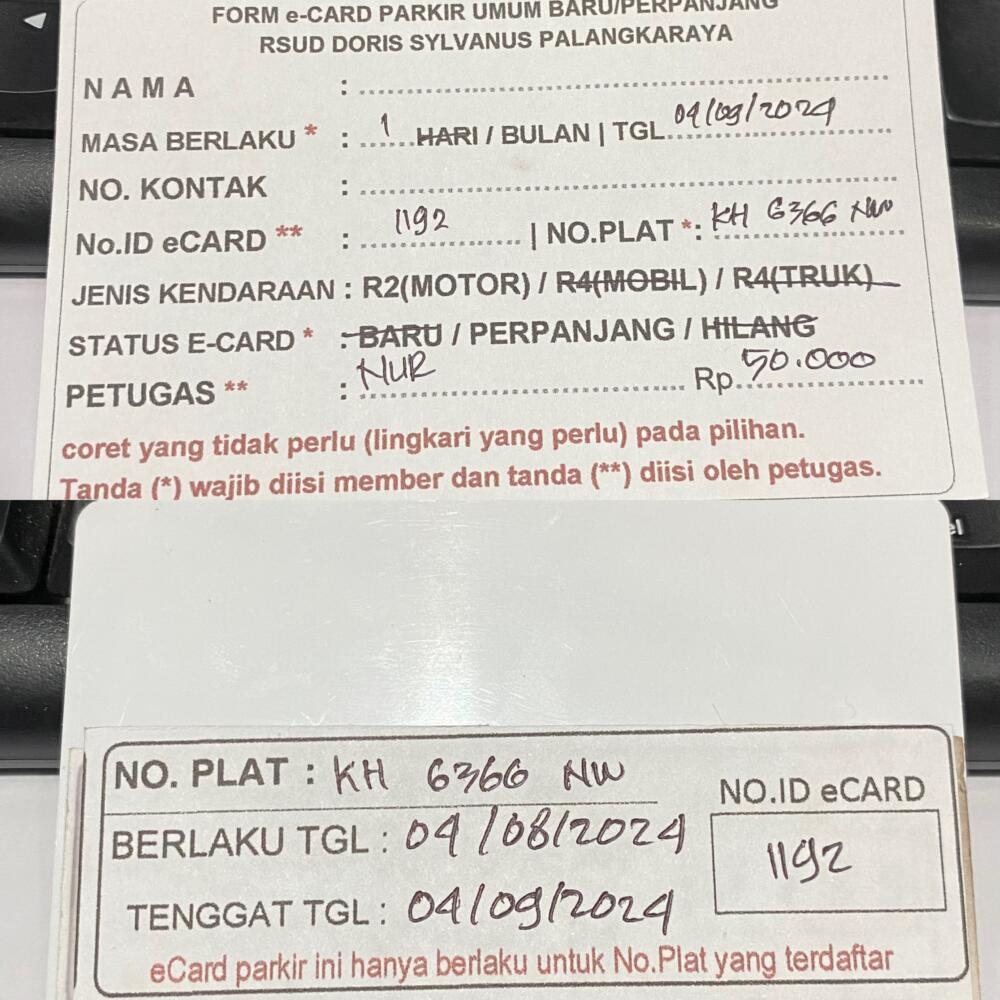 FORM e-CARD PARKIR UMUM BARU/PERPANJANG
RSUD DORIS SYLVANUS PALANGKARAYA
N A M A :
MASA BERLAKU * : 1 HARI / BULAN | TGL 04/09/2024
NO. KONTAK :
No.ID eCARD ** : 1192 | NO.PLAT *: KH 6366 NW
JENIS KENDARAAN : R2(MOTOR) / R4(MOBIL) / R4(TRUK)
STATUS E-CARD * : BARU / PERPANJANG / HILANG
PETUGAS ** : NUR Rp. 50.000
coret yang tidak perlu (lingkari yang perlu) pada pilihan.
Tanda (*) wajib diisi member dan tanda (**) diisi oleh petugas.
NO. PLAT : KH 6366 NW
NO.ID eCARD
BERLAKU TGL : 04/08/2024
1192
TENGGAT TGL : 04/09/2024
eCard parkir ini hanya berlaku untuk No.Plat yang terdaftar